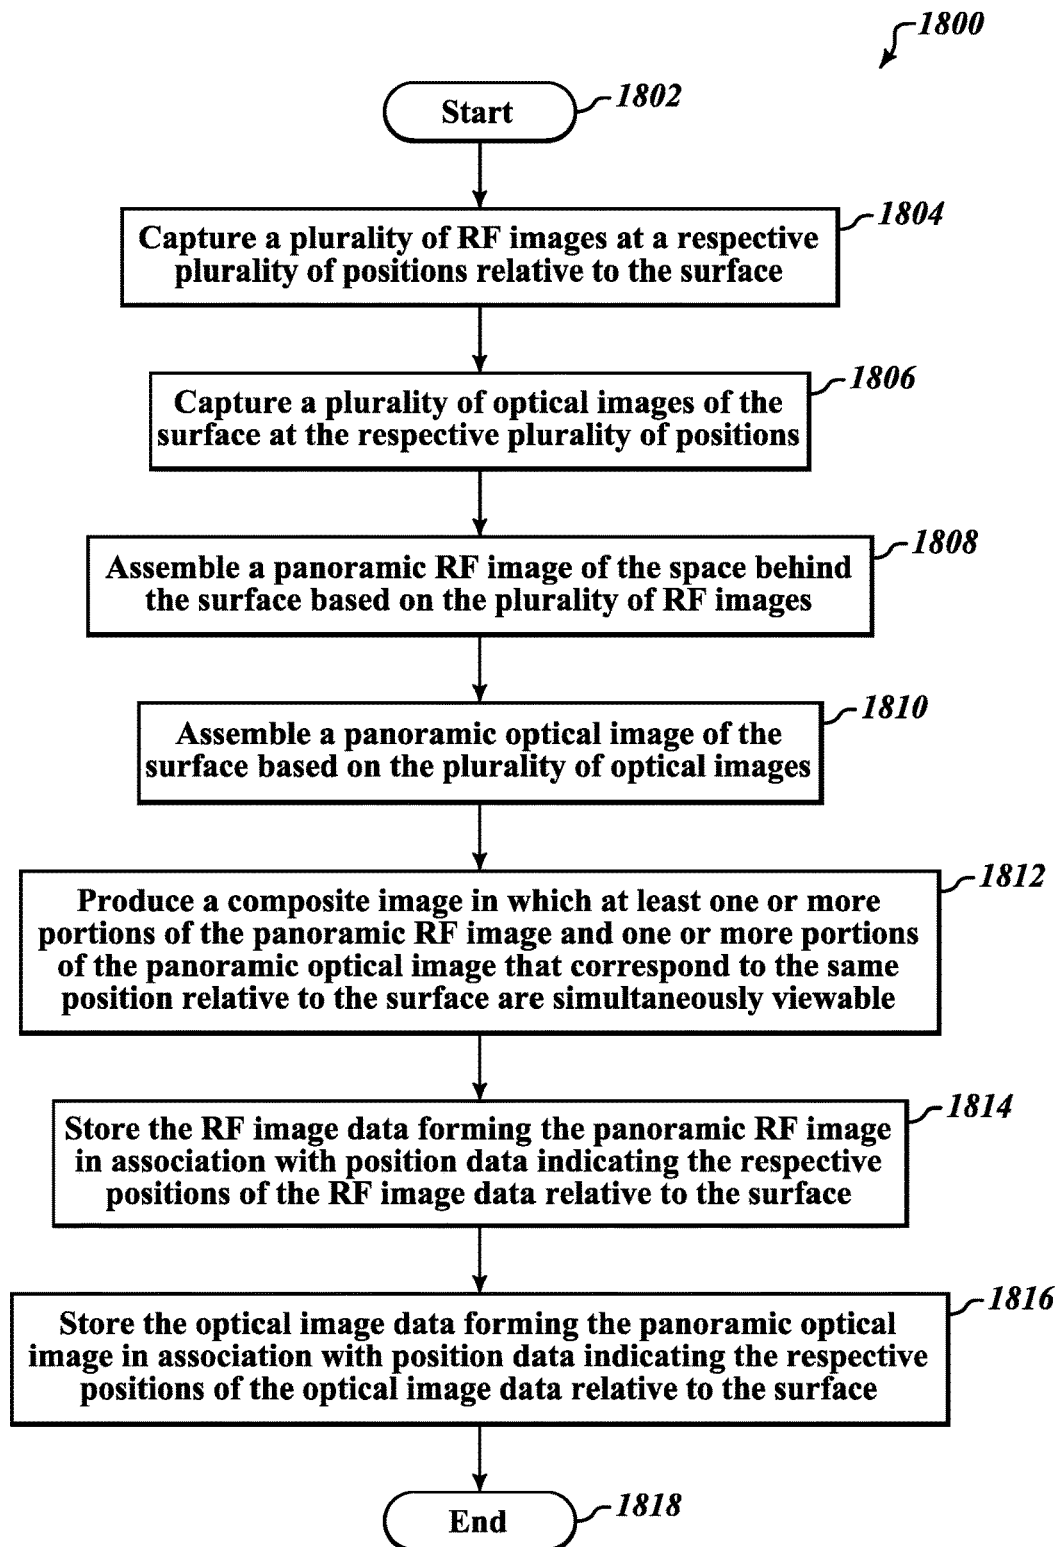 1800
Start
1802
1804
Capture a plurality of RF images at a respective
plurality of positions relative to the surface
1806
Capture a plurality of optical images of the
surface at the respective plurality of positions
1808
Assemble a panoramic RF image of the space behind
the surface based on the plurality of RF images
1810
Assemble a panoramic optical image of the
surface based on the plurality of optical images
1812
Produce a composite image in which at least one or more
portions of the panoramic RF image and one or more portions
of the panoramic optical image that correspond to the same
position relative to the surface are simultaneously viewable
1814
Store the RF image data forming the panoramic RF image
in association with position data indicating the respective
positions of the RF image data relative to the surface
1816
Store the optical image data forming the panoramic optical
image in association with position data indicating the respective
positions of the optical image data relative to the surface
End
1818